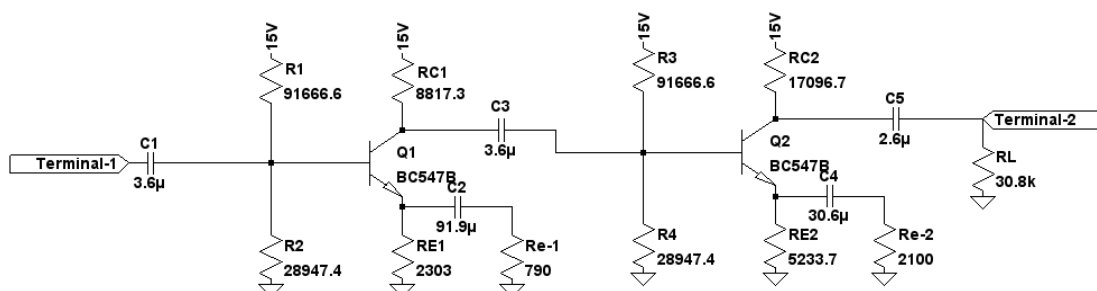 15V
R1
91666.6
15V
RC1
8817.3
C3
3.6µ
15V
R3
91666.6
15V
RC2
17096.7
C5
2.6µ
Terminal-2
Terminal-1
C1
3.6µ
Q1
BC547B
C2
91.9µ
Q2
BC547B
C4
30.6µ
RL
30.8k
R2
28947.4
RE1
2303
Re-1
790
R4
28947.4
RE2
5233.7
Re-2
2100